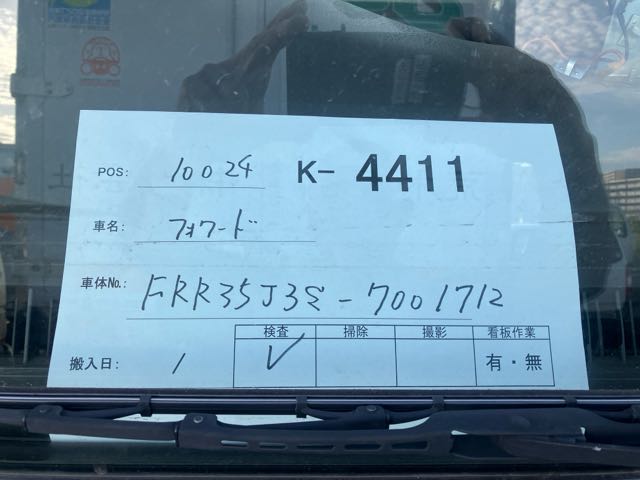 POS: 10024 K- 4411
車名: フォワード
車体No.: FRR35J3S-7001712
検査 掃除 撮影 看板作業
搬入日: 1 ✓ 有・無